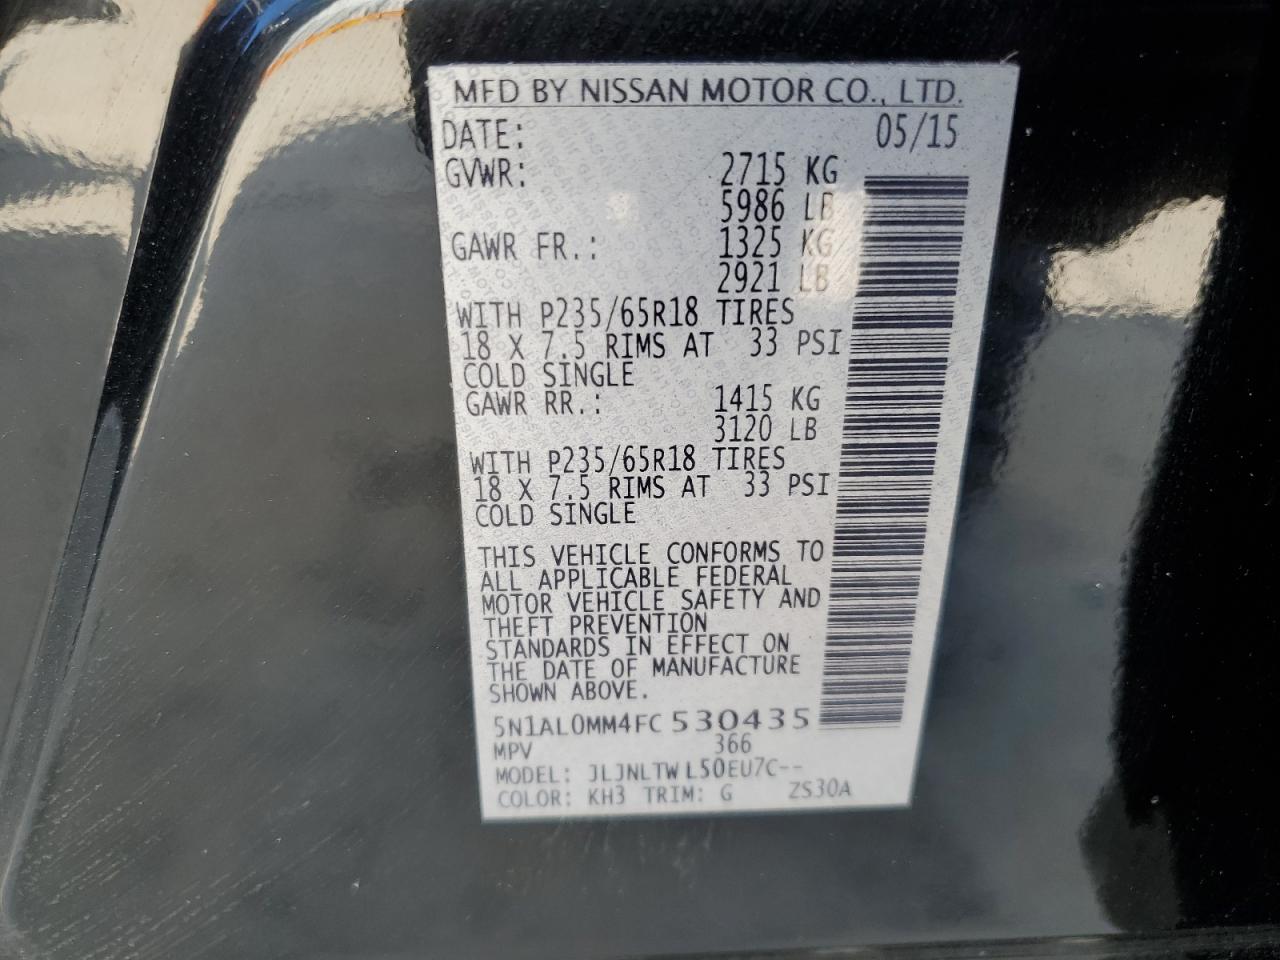 MFD BY NISSAN MOTOR CO., LTD.
DATE: 05/15
GVWR: 2715 KG
5986 LB
GAWR FR.: 1325 KG
2921 LB
WITH P235/65R18 TIRES
18 X 7.5 RIMS AT 33 PSI
COLD SINGLE
GAWR RR.: 1415 KG
3120 LB
WITH P235/65R18 TIRES
18 X 7.5 RIMS AT 33 PSI
COLD SINGLE
THIS VEHICLE CONFORMS TO
ALL APPLICABLE FEDERAL
MOTOR VEHICLE SAFETY AND
THEFT PREVENTION
STANDARDS IN EFFECT ON
THE DATE OF MANUFACTURE
SHOWN ABOVE.
5N1AL0MM4FC 530435
MPV 366
MODEL: JLJNLTW L50EU7C--
COLOR: KH3 TRIM: G ZS30A